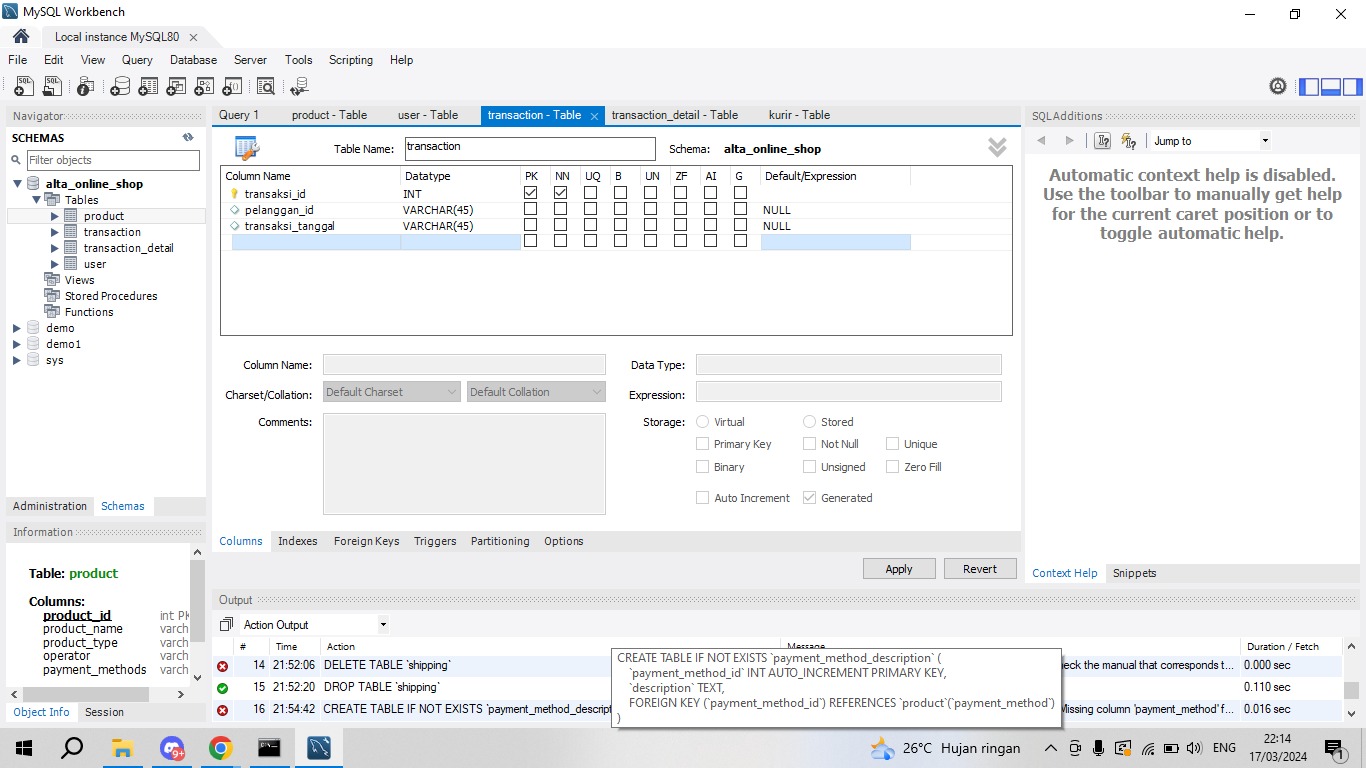 MySQL Workbench
Local instance MySQL80
File Edit View Query Database Server Tools Scripting Help
Navigator
SCHEMAS
Filter objects
alta_online_shop
Tables
product
transaction
transaction_detail
user
Views
Stored Procedures
Functions
demo
demo1
sys
Administration Schemas
Information
Table: product
Columns:
product_id int PK
product_name varch
product_type varch
operator varch
payment_methods varch
Object Info Session
Query 1 product - Table user - Table transaction - Table transaction_detail - Table kurir - Table
Table Name: transaction Schema: alta_online_shop
Column Name Datatype PK NN UQ B UN ZF AI G Default/Expression
transaksi_id INT
pelanggan_id VARCHAR(45) NULL
transaksi_tanggal VARCHAR(45) NULL
Column Name: Data Type:
Charset/Collation: Default Charset Default Collation Expression:
Comments: Storage: Virtual Stored
Primary Key Not Null Unique
Binary Unsigned Zero Fill
Auto Increment Generated
Columns Indexes Foreign Keys Triggers Partitioning Options
Apply Revert
Output
Action Output
# Time Action Message Duration / Fetch
14 21:52:06 DELETE TABLE `shipping` eck the manual that corresponds t... 0.000 sec
15 21:52:20 DROP TABLE `shipping` 0.110 sec
16 21:54:42 CREATE TABLE IF NOT EXISTS `payment_method_descript Missing column 'payment_method' f... 0.016 sec
CREATE TABLE IF NOT EXISTS `payment_method_description` (
`payment_method_id` INT AUTO_INCREMENT PRIMARY KEY,
`description` TEXT,
FOREIGN KEY (`payment_method_id`) REFERENCES `product`(`payment_method`)
)
SQLAdditions
Jump to
Automatic context help is disabled.
Use the toolbar to manually get help
for the current caret position or to
toggle automatic help.
Context Help Snippets
9+
26°C Hujan ringan
ENG
22:14
17/03/2024
1